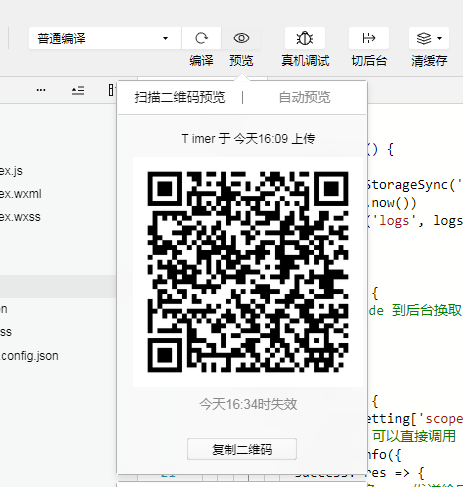 普通编译
编译
预览
真机调试
切后台
清缓存
扫描二维码预览
自动预览
T imer 于 今天16:09 上传
() {
ex.js
StorageSync('
ex.wxml
.now())
ex.wxss
('logs', logs
{
de 到后台换取
on
ss
.config.json
{
今天16:34时失效
etting['scope
可以直接调用
复制二维码
nfo({
21
success: res => {